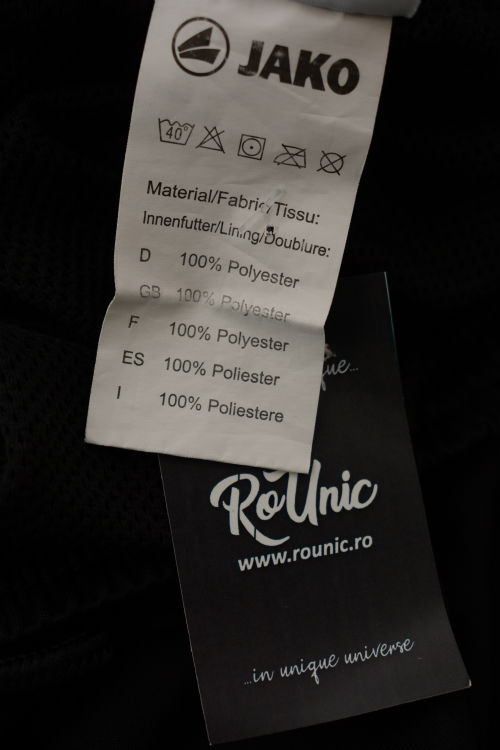 JAKO
40°
Material/Fabric/Tissu:
Innenfutter/Lining/Doublure:
D 100% Polyester
GB 100% Polyester
F 100% Polyester
ES 100% Poliester
I 100% Poliestere
RoUnic
www.rounic.ro
...in unique universe